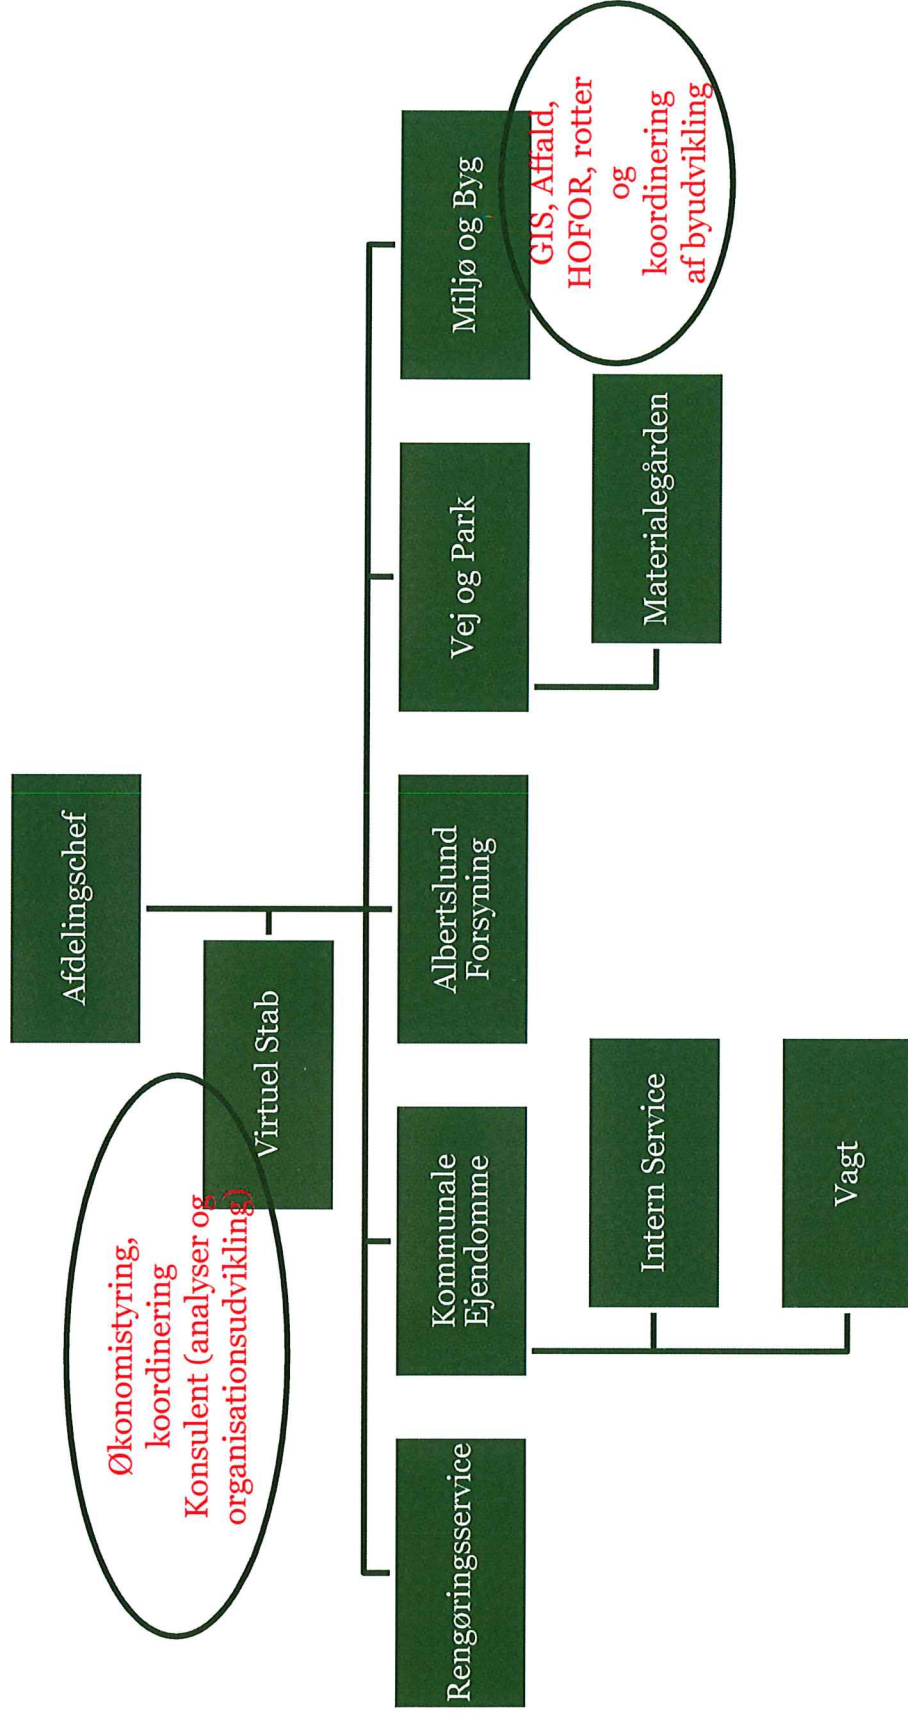 Afdelingschef
Økonomistyring,
koordinering
Konsulent (analyser og
organisationsudvikling)
Virtuel Stab
Rengøringsservice
Kommunale
Ejendomme
Albertslund
Forsyning
Vej og Park
Miljø og Byg
GIS, Affald,
HOFOR, rotter
og
koordinering
af byudvikling
Intern Service
Materialegården
Vagt